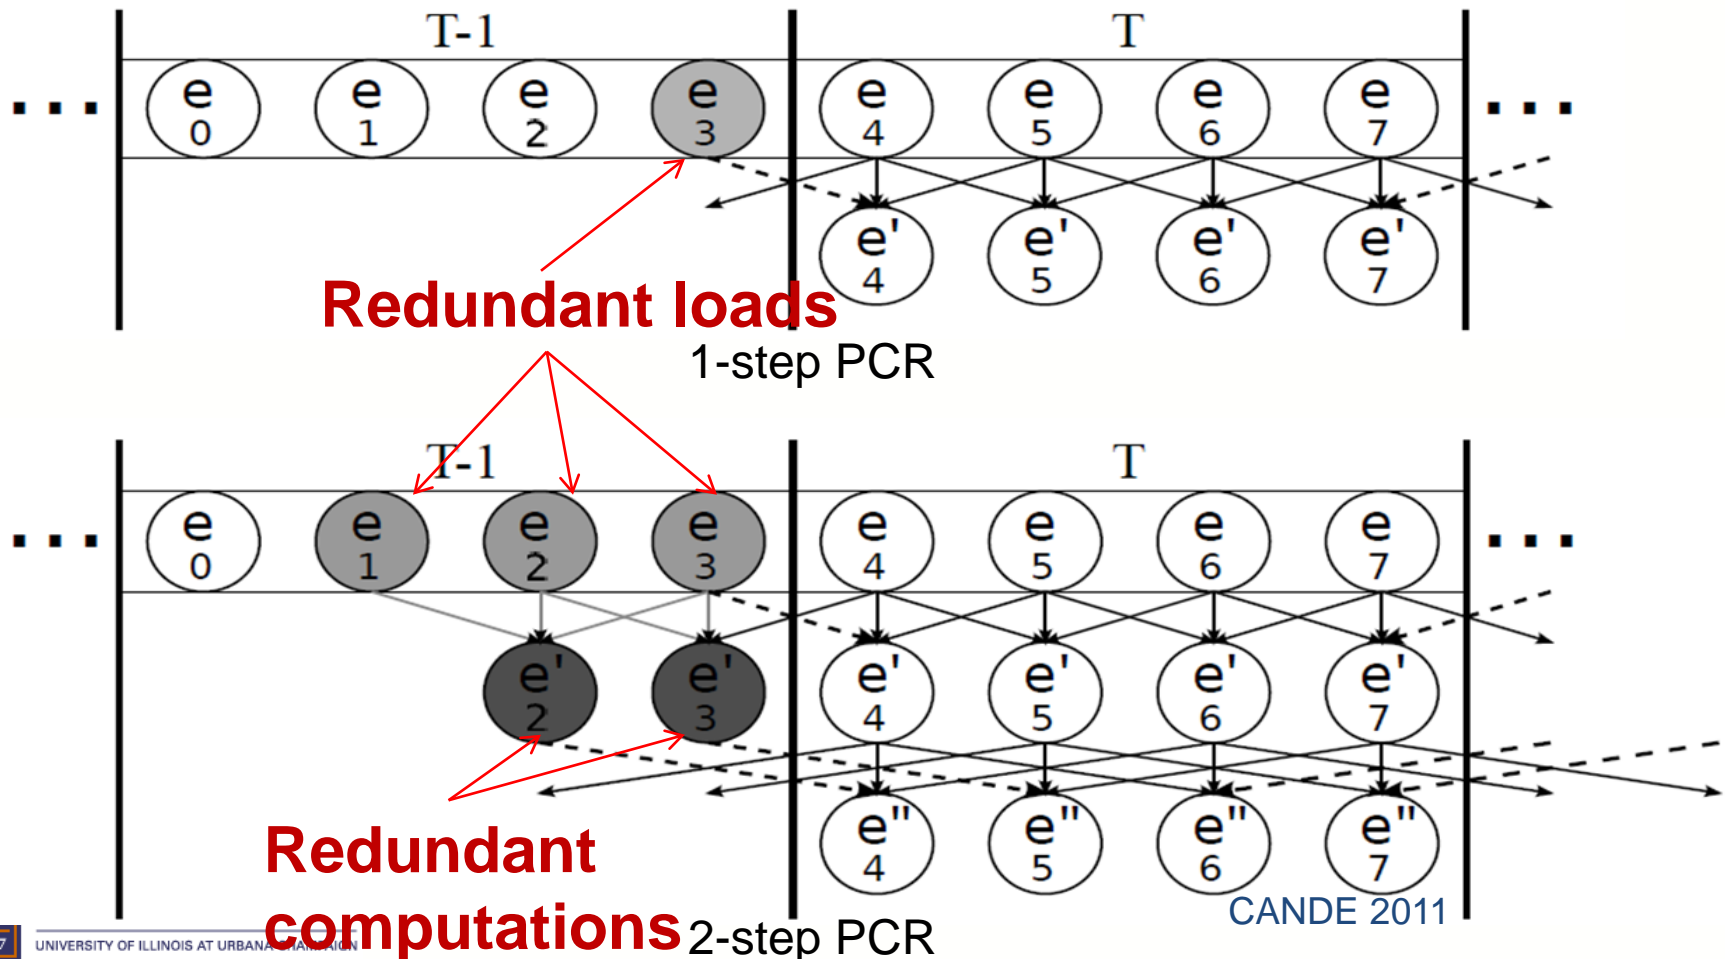 T-1 T
... e e e e e e e e ...
0 1 2 3 4 5 6 7
e' e' e' e'
4 5 6 7
Redundant loads
1-step PCR
T-1 T
... e e e e e e e e ...
0 1 2 3 4 5 6 7
e' e' e' e' e' e'
2 3 4 5 6 7
e" e" e" e"
4 5 6 7
Redundant
computations
2-step PCR
CANDE 2011
7 UNIVERSITY OF ILLINOIS AT URBANA-CHAMPAIGN